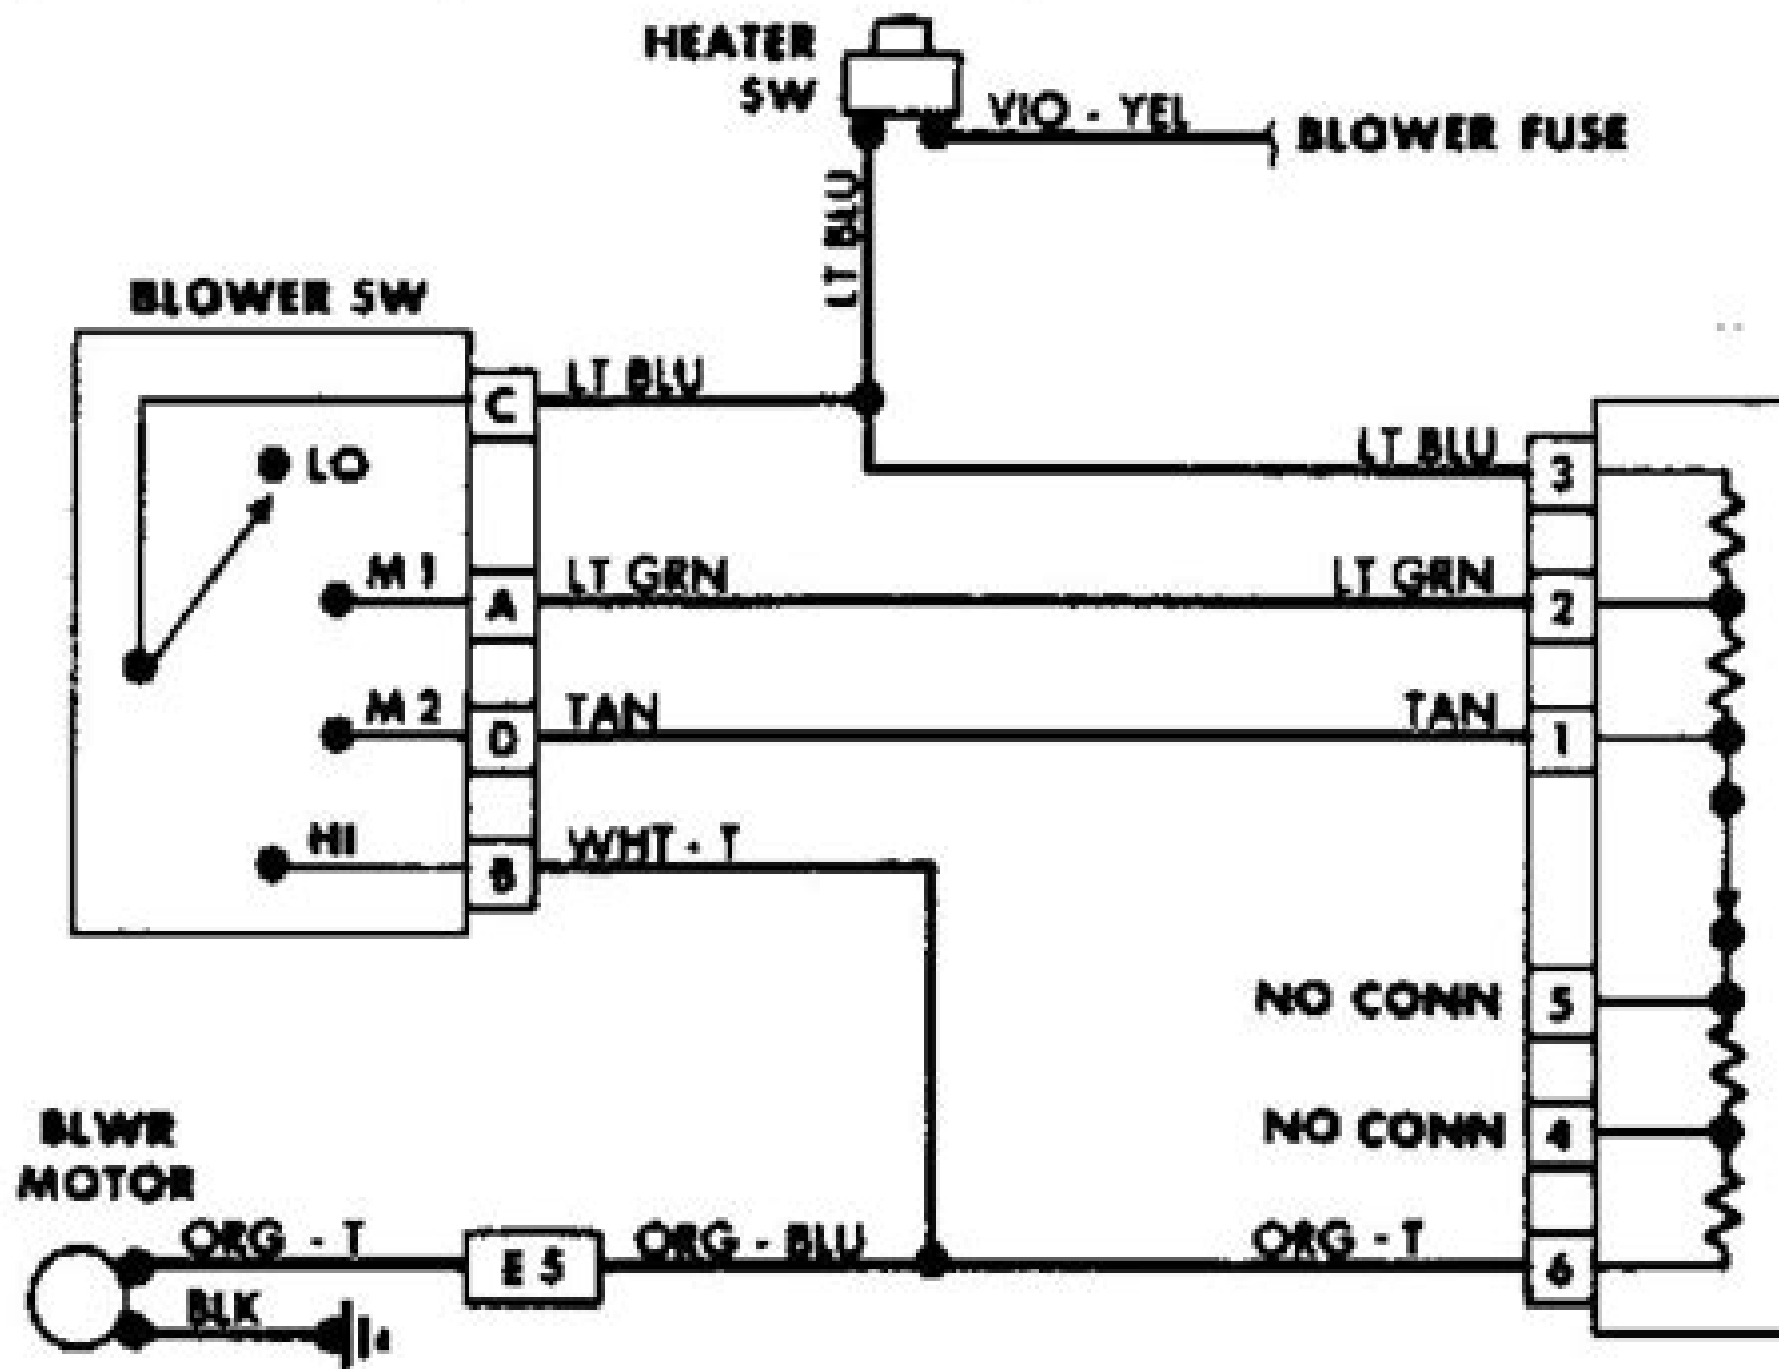 HEATER
SW
VIO - YEL
BLOWER FUSE
LT BLU
BLOWER SW
C
LT BLU
LO
LT BLU
3
M 1
A
LT GRN
LT GRN
2
M 2
D
TAN
TAN
1
HI
B
WHT - T
NO CONN
5
BLWR
MOTOR
NO CONN
4
ORG - T
E 5
ORG - BLU
ORG - T
6
BLK